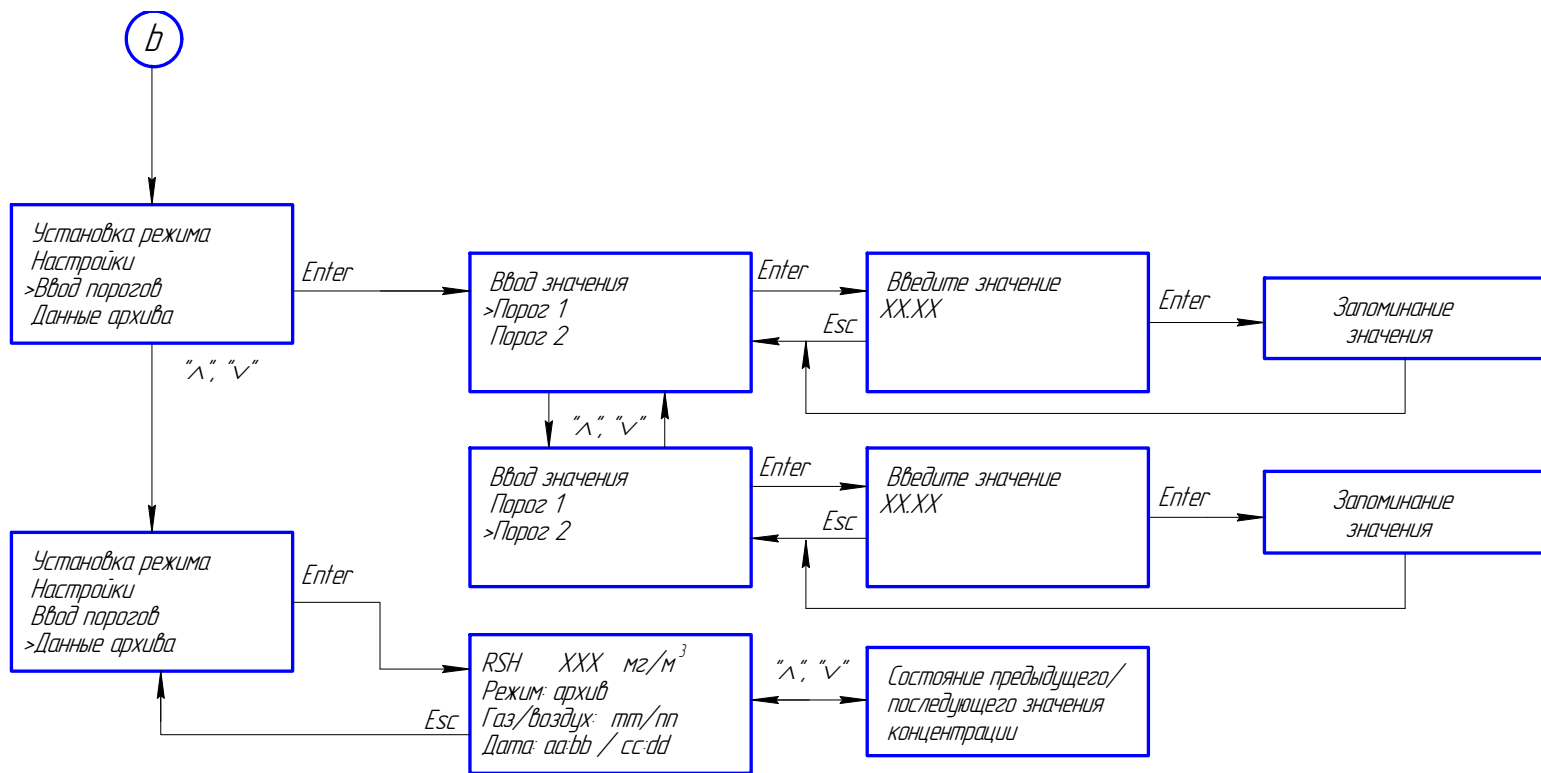 b
Установка режима
Настройки
>Ввод порогов
Данные архива
Enter
Ввод значения
>Порог 1
Порог 2
Enter
Esc
Введите значение
XX.XX
Enter
Запоминание
значения
"∧", "∨"
"∧", "∨"
Ввод значения
Порог 1
>Порог 2
Enter
Esc
Введите значение
XX.XX
Enter
Запоминание
значения
Установка режима
Настройки
Ввод порогов
>Данные архива
Enter
Esc
RSH XXX мг/м³
Режим: архив
Газ/воздух: mm/nn
Дата: aa:bb / cc:dd
"∧", "∨"
Состояние предыдущего/
последующего значения
концентрации